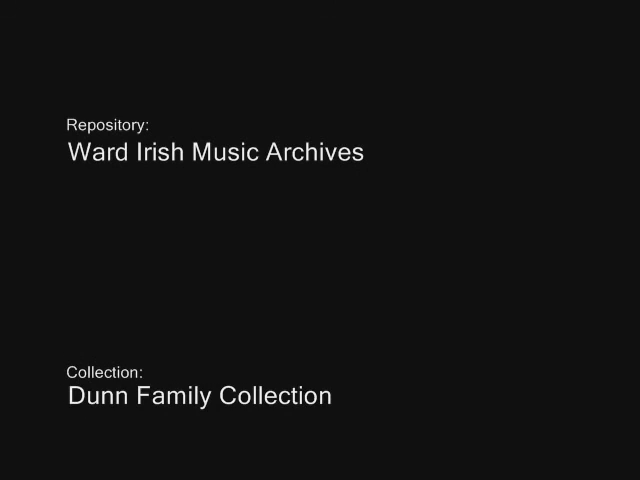 Repository:
Ward Irish Music Archives
Collection:
Dunn Family Collection